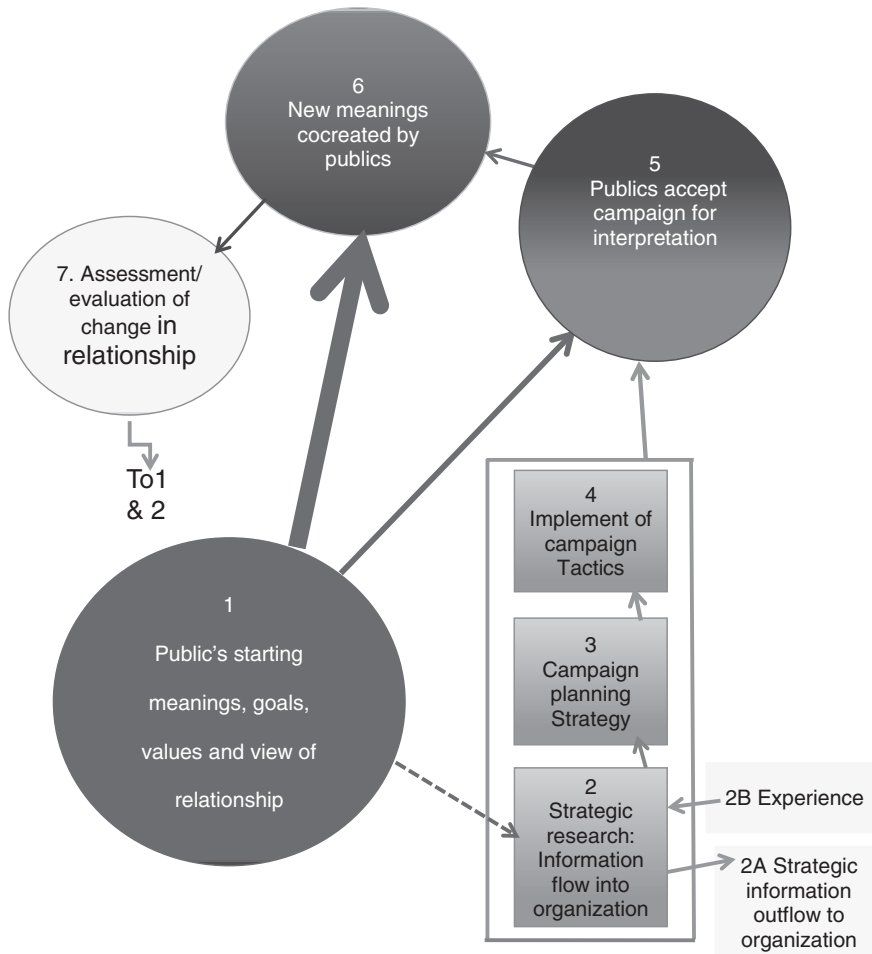 6
New meanings
cocreated by
publics
5
Publics accept
campaign for
interpretation
7. Assessment/
evaluation of
change in
relationship
To1
& 2
1
Public's starting
meanings, goals,
values and view of
relationship
4
Implement of
campaign
Tactics
3
Campaign
planning
Strategy
2
Strategic
research:
Information
flow into
organization
2B Experience
2A Strategic
information
outflow to
organization